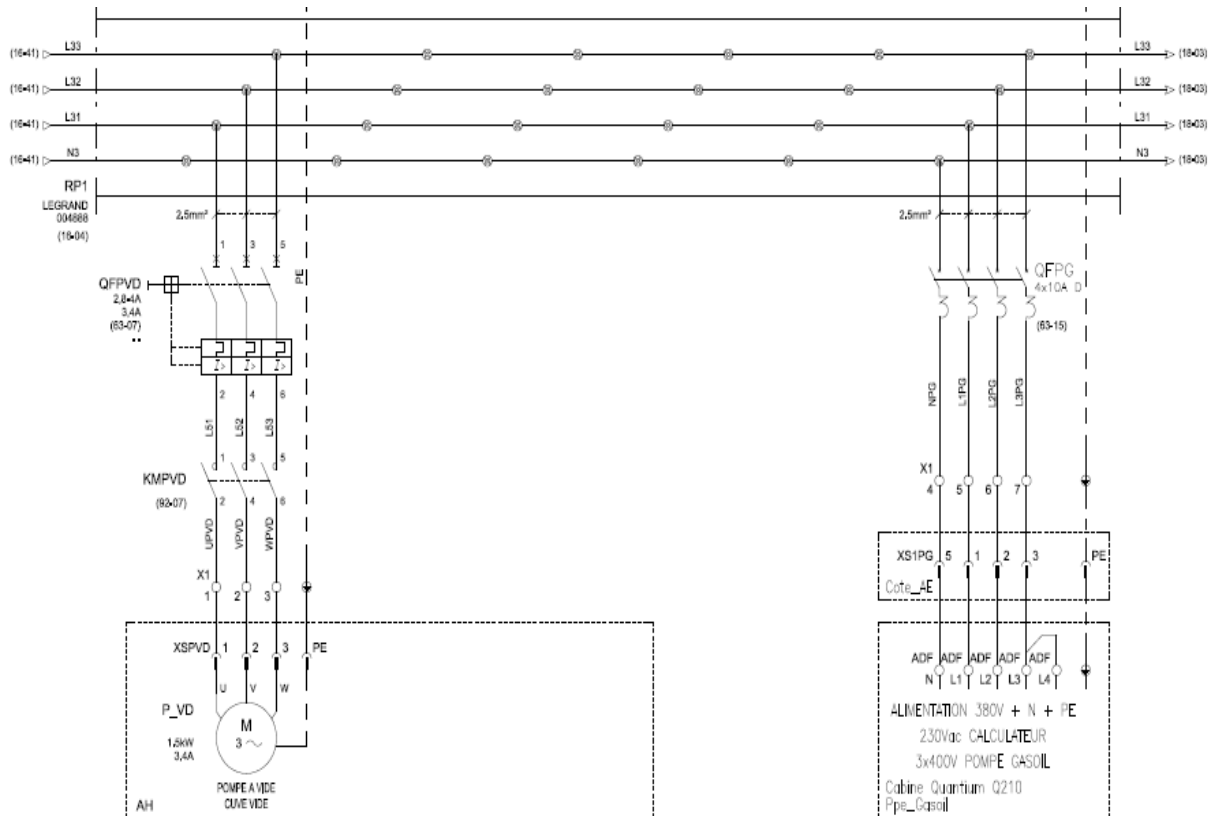 L33
L33
(16-41)
(18-03)
L32
L32
(16-41)
(18-03)
L31
L31
(16-41)
(18-03)
N3
N3
(16-41)
(18-03)
RP1
LEGRAND
004888
(16-04)
2.5mm²
2.5mm²
1 3 5
PE
QFPVD
2,8-4A
3,4A
(63-07)
I> I> I>
2 4 6
L51 L52 L53
1 3 5
KMPVD
(92-07)
2 4 6
UPVD VPVD WPVD
X1
1 2 3
XSPVD 1 2 3 PE
U V W
P_VD
1.5kW
3,4A
M
3 ~
POMPE A VIDE
CUVE VIDE
AH
QFPG
4x10A D
(63-15)
NPG L1PG L2PG L3PG
X1
4 5 6 7
XS1PG 5 1 2 3 PE
Cote_AE
ADF ADF ADF ADF ADF
N L1 L2 L3 L4
ALIMENTATION 380V + N + PE
230Vac CALCULATEUR
3x400V POMPE GASOIL
Cabine Quantium Q210
Ppe_Gasoil